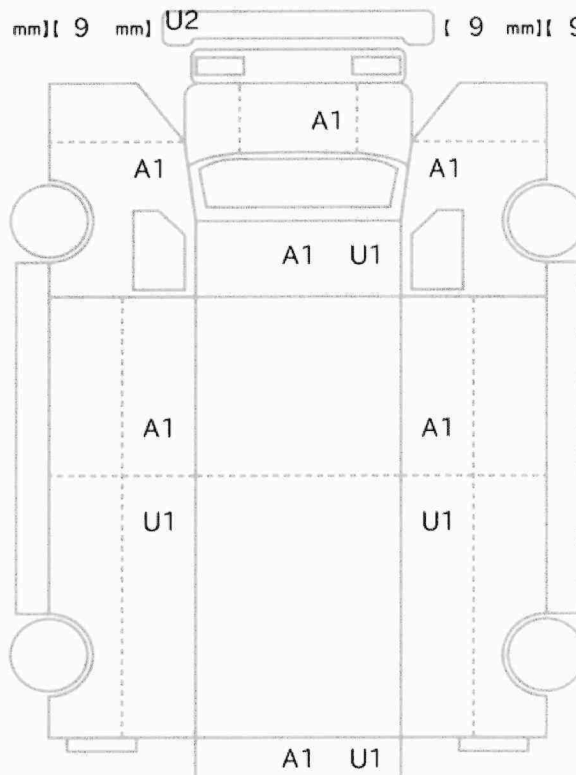 mm]【 9 mm] U2 【 9 mm]【 9
A1
A1 A1
A1 U1
A1 A1
U1 U1
A1 U1